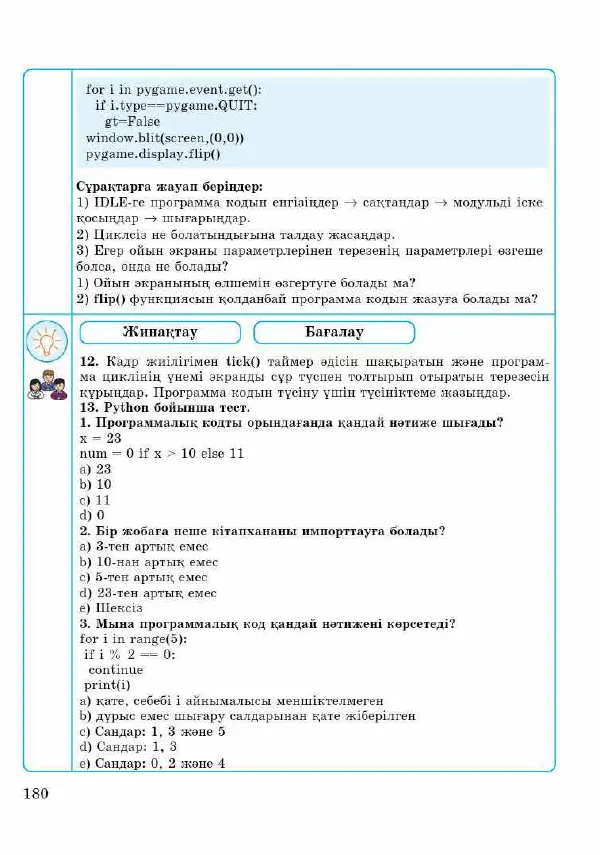 for i in pygame.event.get():
if i.type==pygame.QUIT:
gt=False
window.blit(screen,(0,0))
pygame.display.flip()
Сұрақтарға жауап беріңдер:
1) IDLE-ге программа кодын енгізіңдер → сақтаңдар → модульді іске
қосыңдар → шығарыңдар.
2) Циклсіз не болатындығына талдау жасаңдар.
3) Егер ойын экраны параметрлерінен терезенің параметрлері өзгеше
болса, онда не болады?
1) Ойын экранының өлшемін өзгертуге болады ма?
2) flip() функциясын қолданбай программа кодын жазуға болады ма?
Жинақтау
Бағалау
12. Кадр жиілігімен tick() таймер әдісін шақыратын және програм-
ма циклінің үнемі экранды сұр түспен толтырып отыратын терезесін
құрыңдар. Программа кодын түсіну үшін түсініктеме жазыңдар.
13. Python бойынша тест.
1. Программалық кодты орындағанда қандай нәтиже шығады?
x = 23
num = 0 if x > 10 else 11
a) 23
b) 10
c) 11
d) 0
2. Бір жобаға неше кітапхананы импорттауға болады?
a) 3-тен артық емес
b) 10-нан артық емес
c) 5-тен артық емес
d) 23-тен артық емес
e) Шексіз
3. Мына программалық код қандай нәтижені көрсетеді?
for i in range(5):
if i % 2 == 0:
continue
print(i)
a) қате, себебі і айнымалысы меншіктелмеген
b) дұрыс емес шығару салдарынан қате жіберілген
c) Сандар: 1, 3 және 5
d) Сандар: 1, 3
e) Сандар: 0, 2 және 4
180